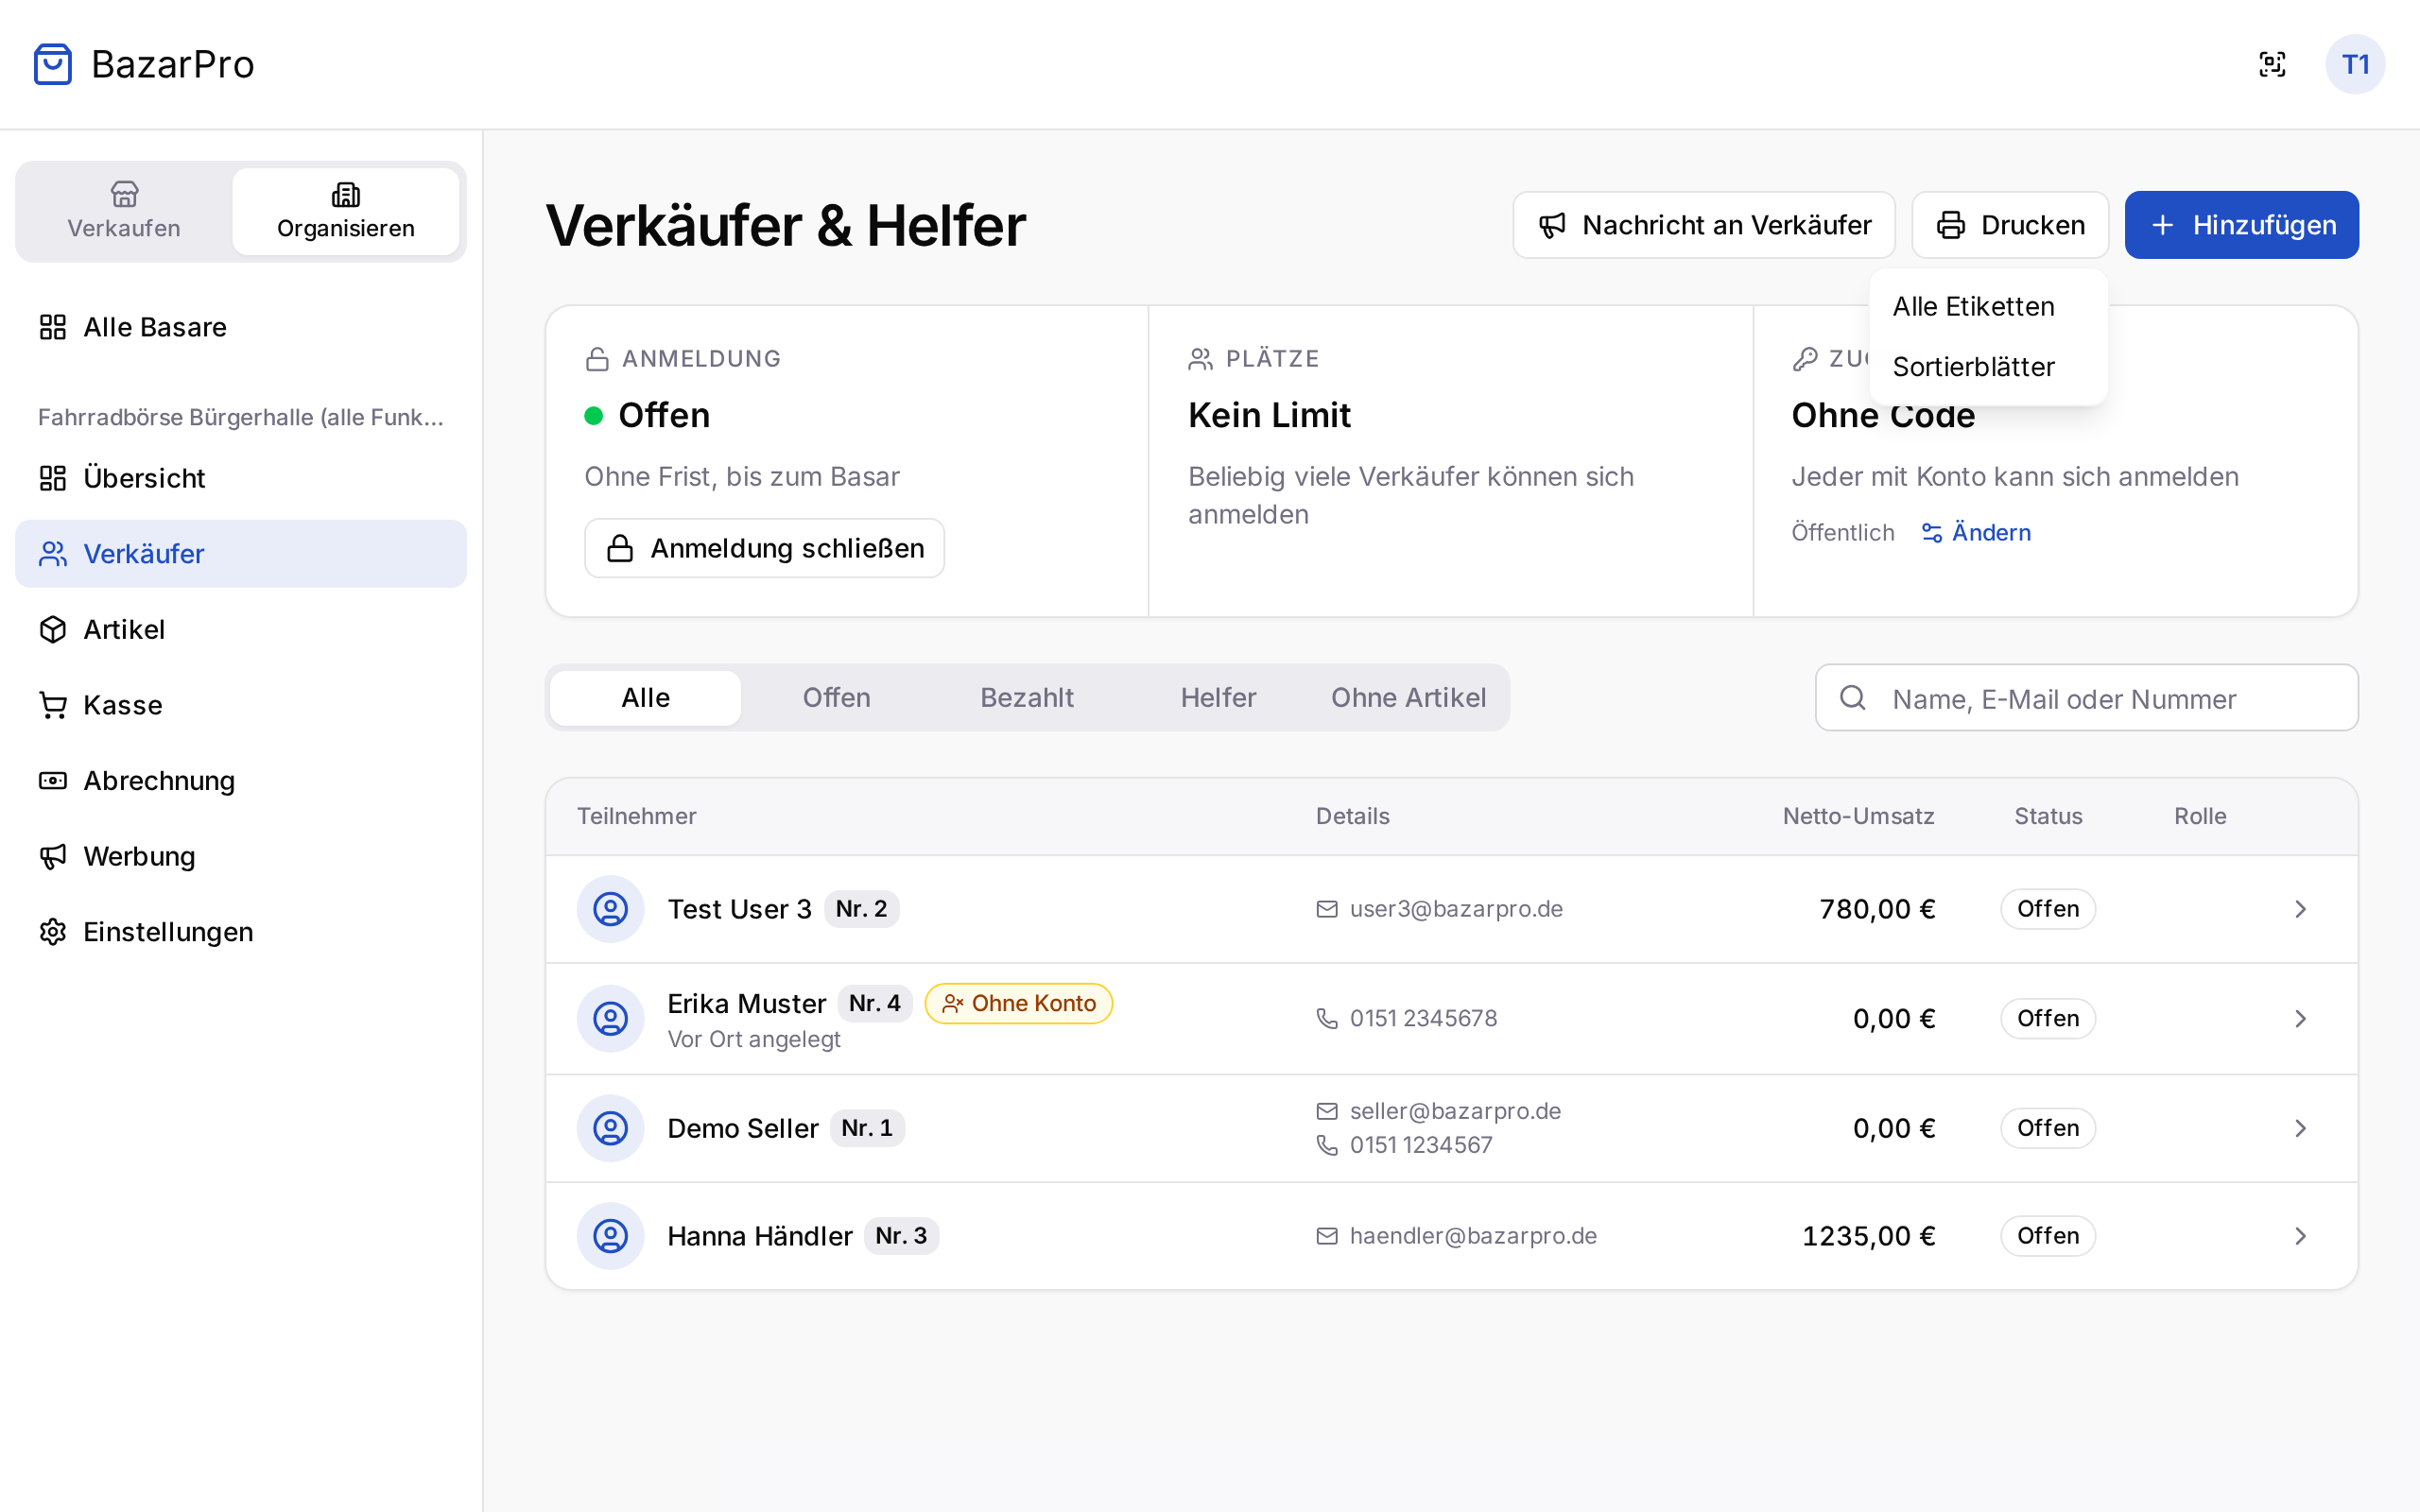 BazarPro
T1
Verkaufen
Organisieren
Alle Basare
Fahrradbörse Bürgerhalle (alle Funk...
Übersicht
Verkäufer
Artikel
Kasse
Abrechnung
Werbung
Einstellungen
Verkäufer & Helfer
Nachricht an Verkäufer
Drucken
Hinzufügen
Alle Etiketten
Sortierblätter
ANMELDUNG
Offen
Ohne Frist, bis zum Basar
Anmeldung schließen
PLÄTZE
Kein Limit
Beliebig viele Verkäufer können sich
anmelden
Ohne Code
Jeder mit Konto kann sich anmelden
Öffentlich Ändern
Alle Offen Bezahlt Helfer Ohne Artikel
Name, E-Mail oder Nummer
Teilnehmer Details Netto-Umsatz Status Rolle
Test User 3 Nr. 2 user3@bazarpro.de 780,00 € Offen
Erika Muster Nr. 4 Ohne Konto
Vor Ort angelegt
0151 2345678 0,00 € Offen
Demo Seller Nr. 1
seller@bazarpro.de
0151 1234567
0,00 € Offen
Hanna Händler Nr. 3 haendler@bazarpro.de 1235,00 € Offen